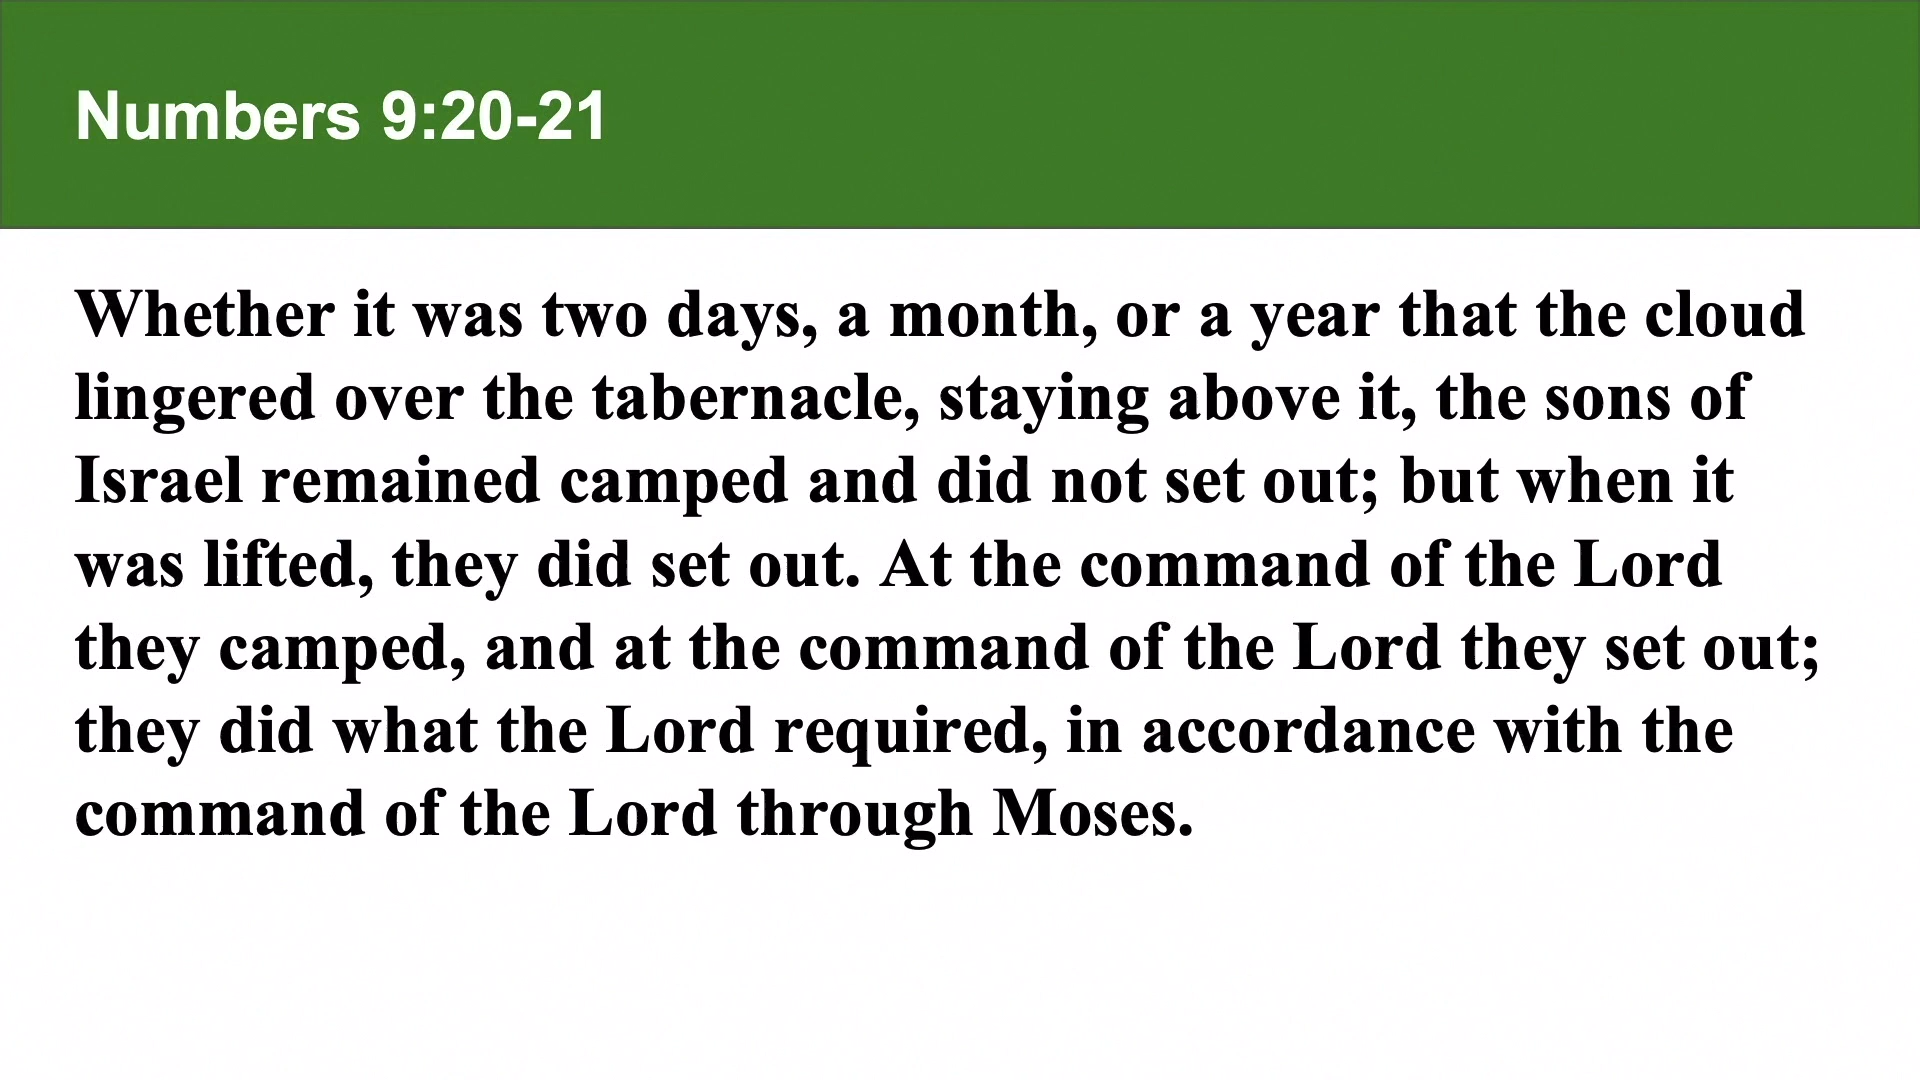 Numbers 9:20-21
Whether it was two days, a month, or a year that the cloud
lingered over the tabernacle, staying above it, the sons of
Israel remained camped and did not set out; but when it
was lifted, they did set out. At the command of the Lord
they camped, and at the command of the Lord they set out;
they did what the Lord required, in accordance with the
command of the Lord through Moses.